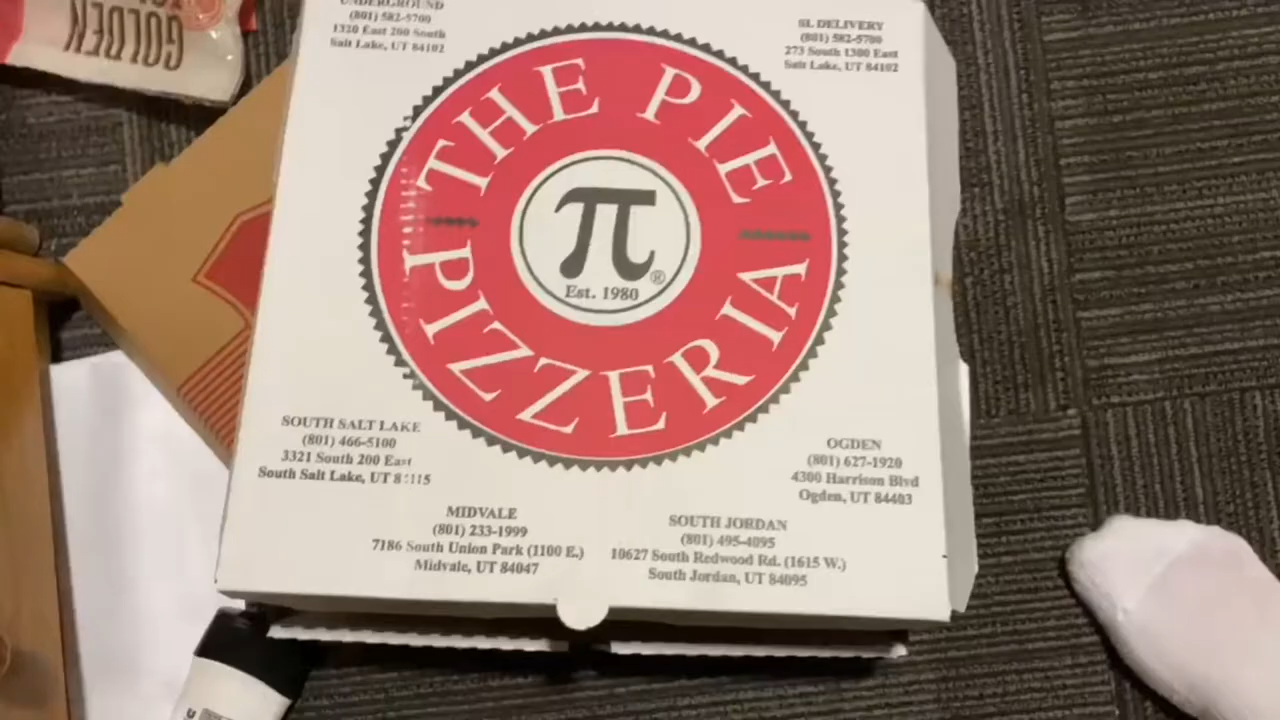 GOLDEN
UNDERGROUND
(801) 582-5700
1320 East 200 South
Salt Lake, UT 84102
SL DELIVERY
(801) 582-5700
273 South 1300 East
Salt Lake, UT 84102
THE PIE
π
®
Est. 1980
PIZZERIA
SOUTH SALT LAKE
(801) 466-5100
3321 South 200 East
South Salt Lake, UT
OGDEN
(801) 627-1920
4300 Harrison Blvd
Ogden, UT 84403
MIDVALE
(801) 233-1999
7186 South Union Park (1100 E.)
Midvale, UT 84047
SOUTH JORDAN
(801) 495-4095
10627 South Redwood Rd. (1615 W.)
South Jordan, UT 84095